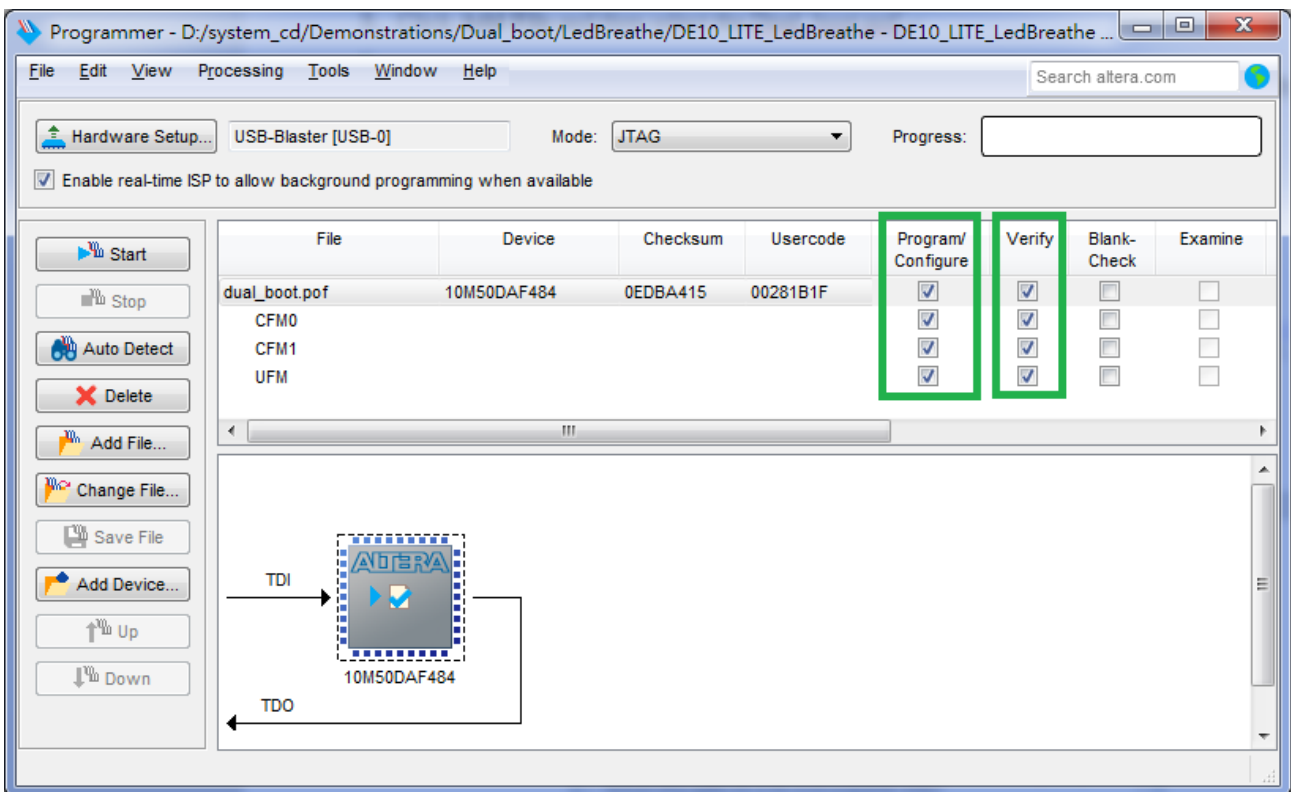 Programmer - D:/system_cd/Demonstrations/Dual_boot/LedBreathe/DE10_LITE_LedBreathe - DE10_LITE_LedBreathe ...
File Edit View Processing Tools Window Help
Search altera.com
Hardware Setup... USB-Blaster [USB-0] Mode: JTAG Progress:
Enable real-time ISP to allow background programming when available
Start
Stop
Auto Detect
Delete
Add File...
Change File...
Save File
Add Device...
Up
Down
File Device Checksum Usercode Program/ Verify Blank- Examine
Configure Check
dual_boot.pof 10M50DAF484 0EDBA415 00281B1F
CFM0
CFM1
UFM
TDI
ALTERA
10M50DAF484
TDO